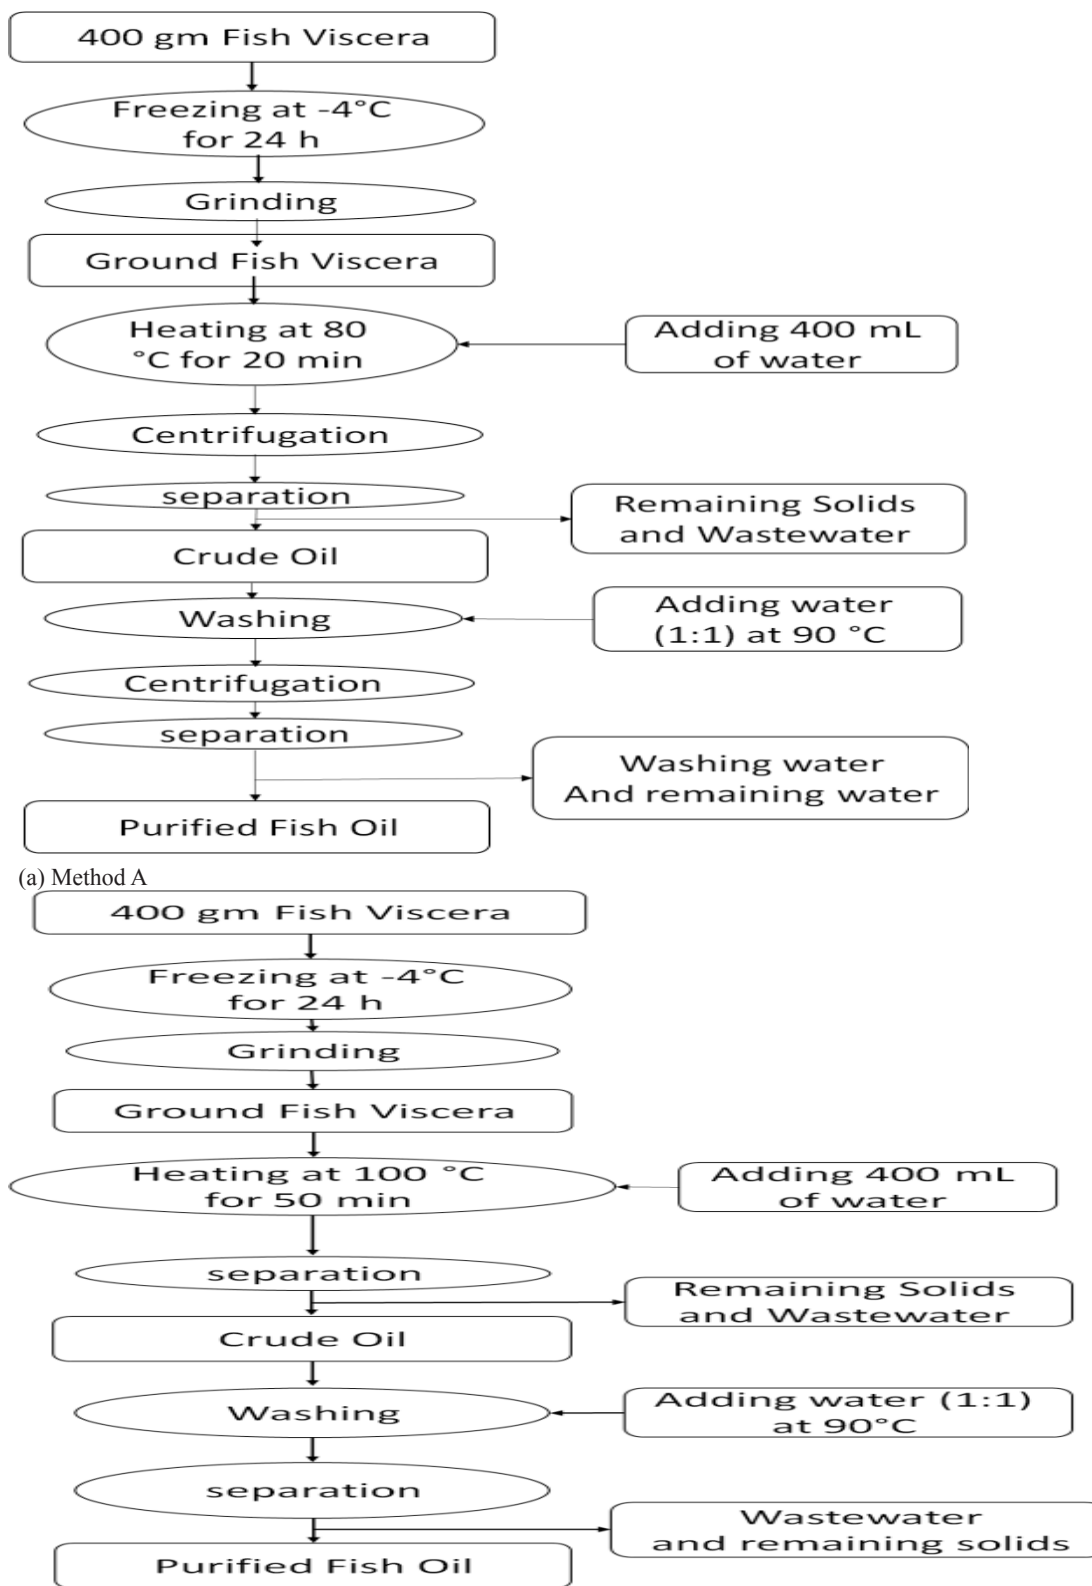 400 gm Fish Viscera
Freezing at -4°C
for 24 h
Grinding
Ground Fish Viscera
Heating at 80
°C for 20 min
Adding 400 mL
of water
Centrifugation
separation
Remaining Solids
and Wastewater
Crude Oil
Washing
Adding water
(1:1) at 90 °C
Centrifugation
separation
Washing water
And remaining water
Purified Fish Oil
(a) Method A
400 gm Fish Viscera
Freezing at -4°C
for 24 h
Grinding
Ground Fish Viscera
Heating at 100 °C
for 50 min
Adding 400 mL
of water
separation
Remaining Solids
and Wastewater
Crude Oil
Washing
Adding water (1:1)
at 90°C
separation
Wastewater
and remaining solids
Purified Fish Oil